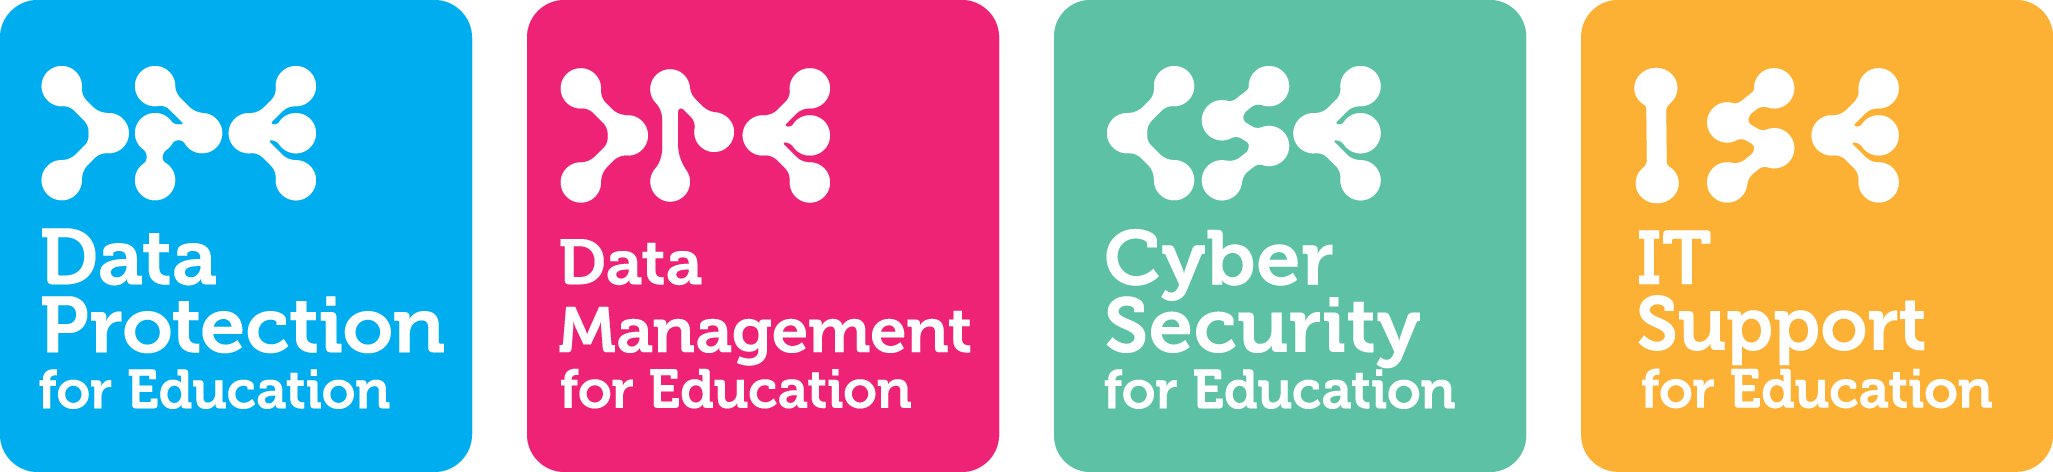 Data
Protection
for Education
Data
Management
for Education
Cyber
Security
for Education
IT
Support
for Education